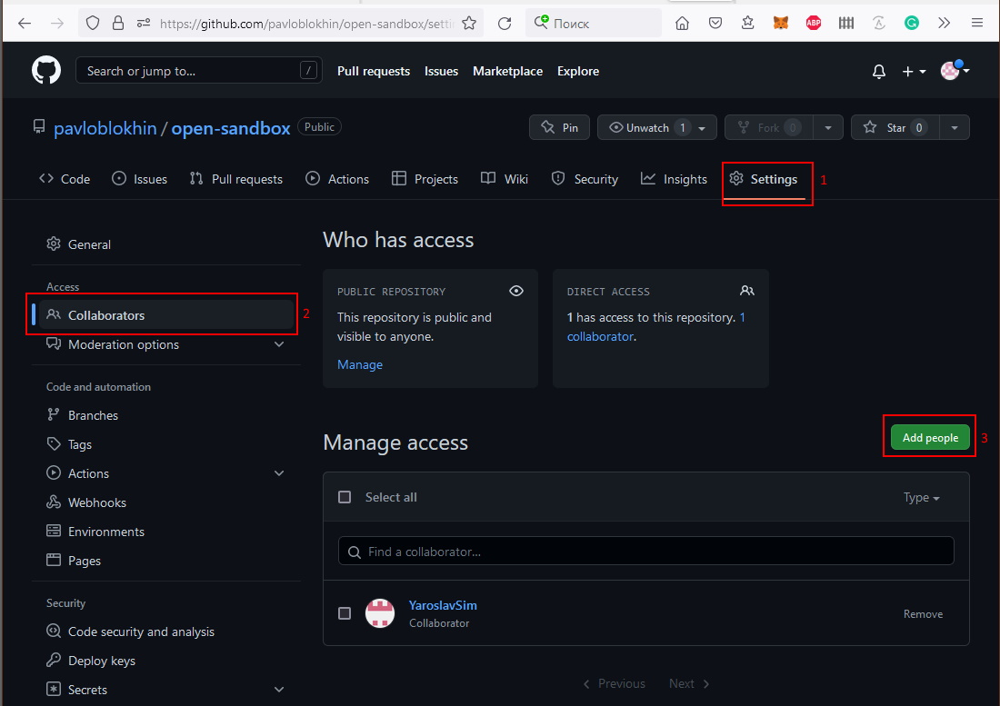 https://github.com/pavloblokhin/open-sandbox/setti
Поиск
ABP
Search or jump to...
/
Pull requests
Issues
Marketplace
Explore
pavloblokhin / open-sandbox
Public
Pin
Unwatch 1
Fork 0
Star 0
Code
Issues
Pull requests
Actions
Projects
Wiki
Security
Insights
Settings
1
General
Access
Collaborators
2
Moderation options
Code and automation
Branches
Tags
Actions
Webhooks
Environments
Pages
Security
Code security and analysis
Deploy keys
Secrets
Who has access
PUBLIC REPOSITORY
This repository is public and
visible to anyone.
Manage
DIRECT ACCESS
1 has access to this repository. 1
collaborator.
Manage access
Add people
3
Select all
Type
Find a collaborator...
YaroslavSim
Collaborator
Remove
Previous
Next